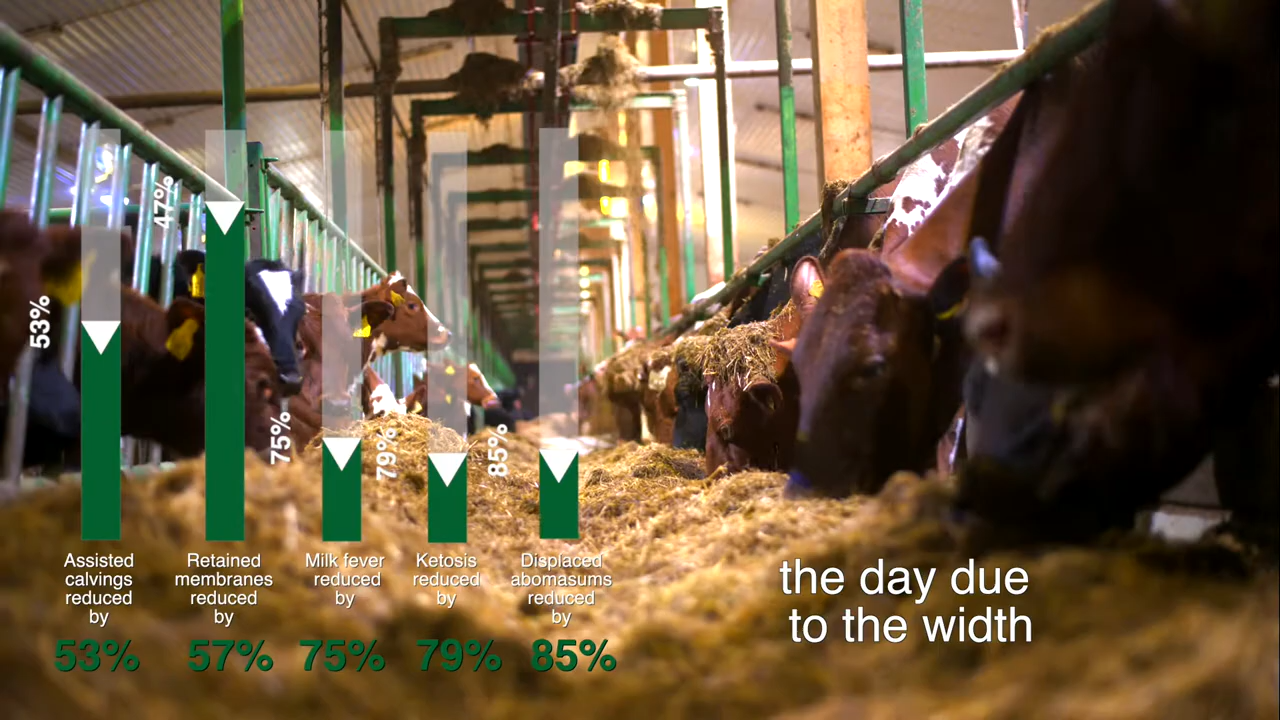 53%
47%
75%
79%
85%
Assisted
calvings
reduced
by
53%
Retained
membranes
reduced
by
57%
Milk fever
reduced
by
75%
Ketosis
reduced
by
79%
Displaced
abomasums
reduced
by
85%
the day due
to the width